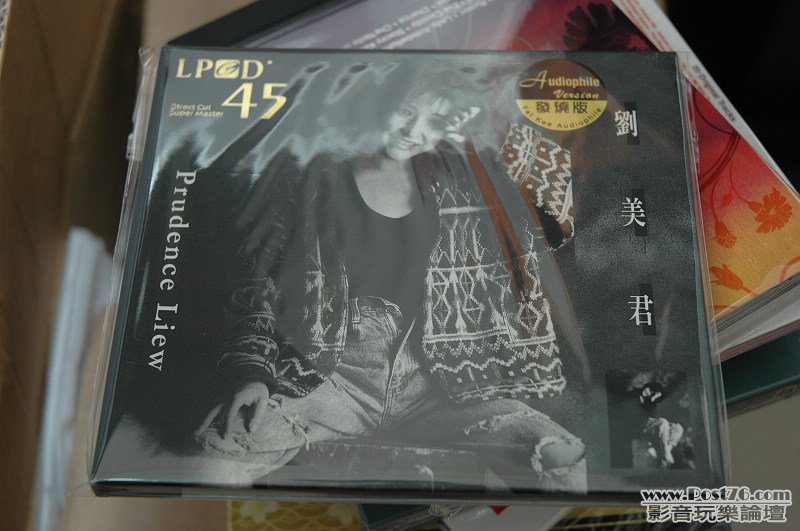 LPCD
45
Direct Cut
Super Master
Audiophile
Version
發燒版
Fat Kee Audiophile
Prudence Liew
劉
美
君
www.Post76.com
影音玩樂論壇